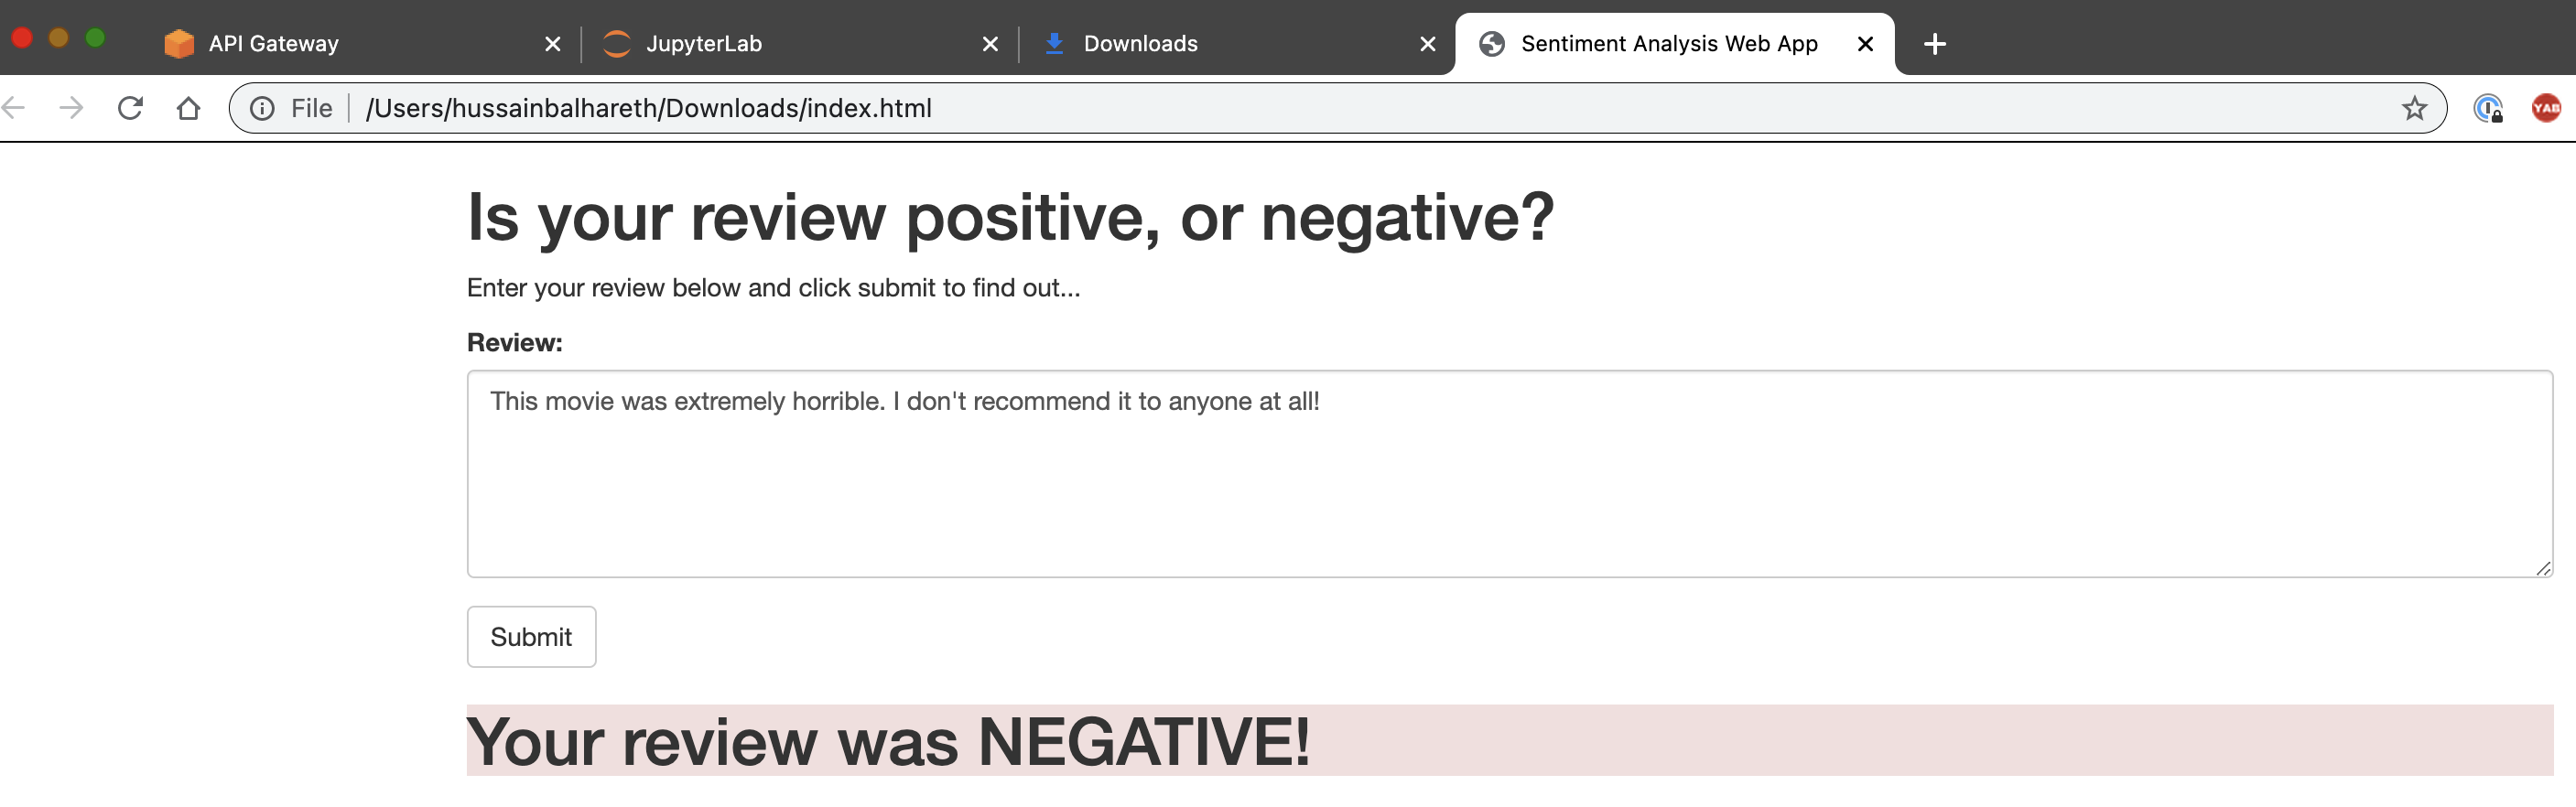 API Gateway JupyterLab Downloads Sentiment Analysis Web App
File /Users/hussainbalhareth/Downloads/index.html YAB
Is your review positive, or negative?
Enter your review below and click submit to find out...
Review:
This movie was extremely horrible. I don't recommend it to anyone at all!
Submit
Your review was NEGATIVE!